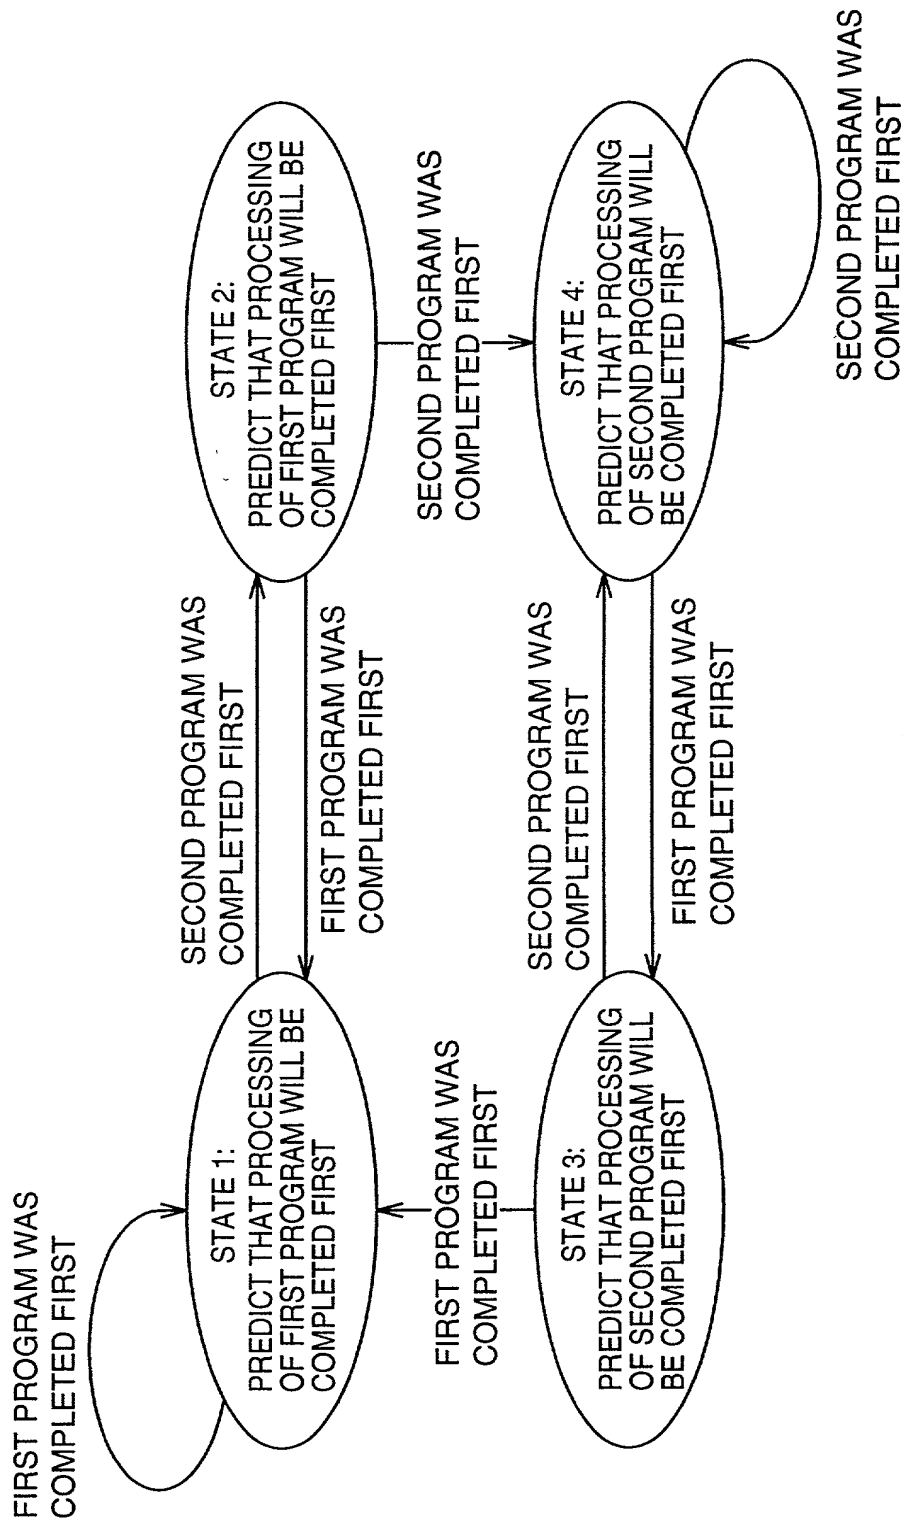 FIRST PROGRAM WAS
COMPLETED FIRST
STATE 1:
PREDICT THAT PROCESSING
OF FIRST PROGRAM WILL BE
COMPLETED FIRST
SECOND PROGRAM WAS
COMPLETED FIRST
FIRST PROGRAM WAS
COMPLETED FIRST
STATE 2:
PREDICT THAT PROCESSING
OF FIRST PROGRAM WILL BE
COMPLETED FIRST
FIRST PROGRAM WAS
COMPLETED FIRST
SECOND PROGRAM WAS
COMPLETED FIRST
STATE 3:
PREDICT THAT PROCESSING
OF SECOND PROGRAM WILL
BE COMPLETED FIRST
SECOND PROGRAM WAS
COMPLETED FIRST
FIRST PROGRAM WAS
COMPLETED FIRST
STATE 4:
PREDICT THAT PROCESSING
OF SECOND PROGRAM WILL
BE COMPLETED FIRST
SECOND PROGRAM WAS
COMPLETED FIRST